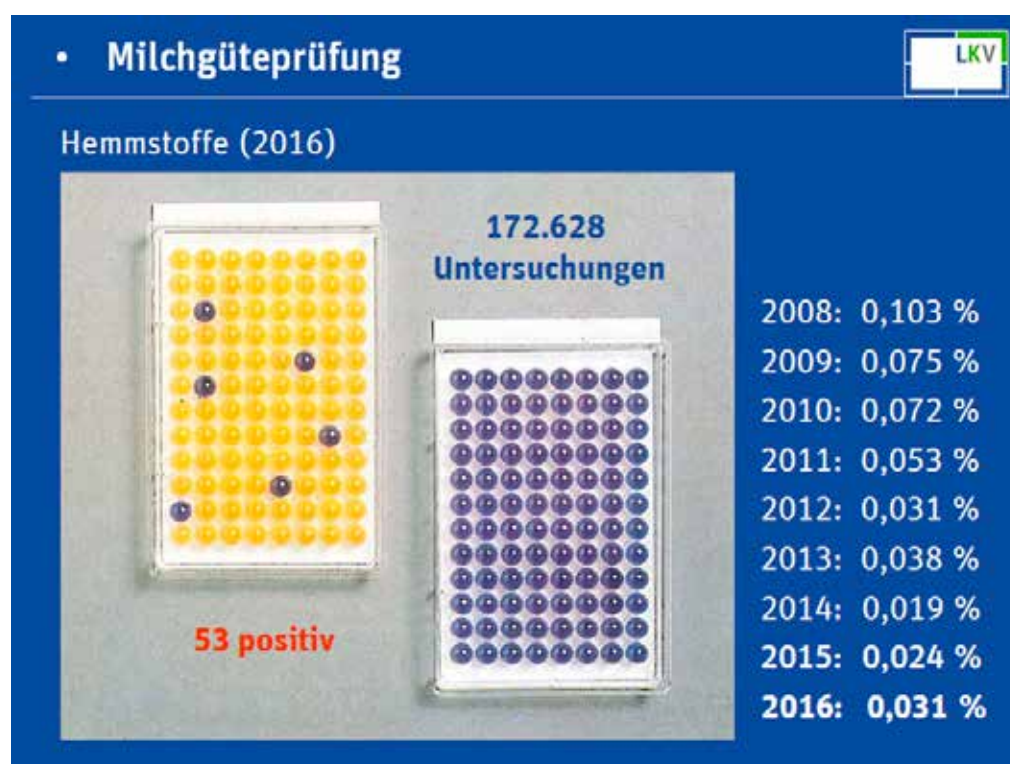 • Milchgüteprüfung
LKV
Hemmstoffe (2016)
172.628
Untersuchungen
53 positiv
2008: 0,103 %
2009: 0,075 %
2010: 0,072 %
2011: 0,053 %
2012: 0,031 %
2013: 0,038 %
2014: 0,019 %
2015: 0,024 %
2016: 0,031 %